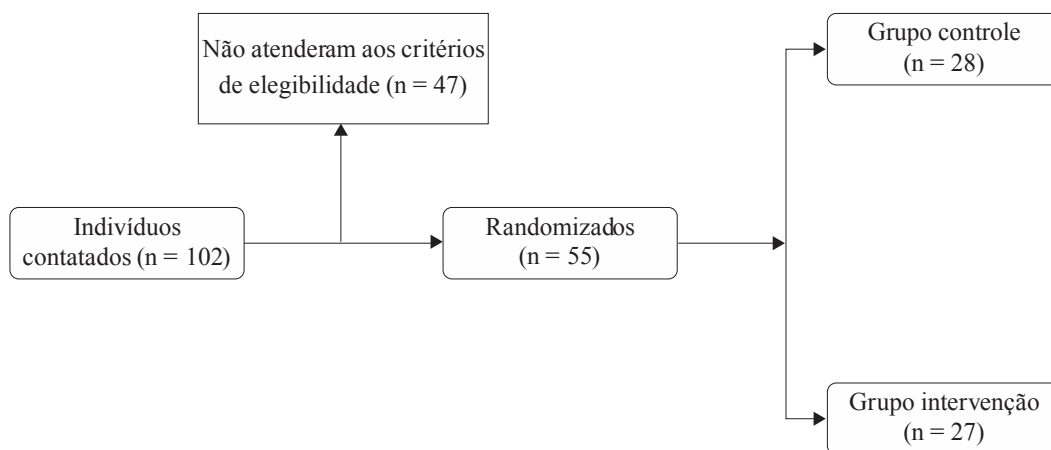 Não atenderam aos critérios
de elegibilidade (n = 47)
Grupo controle
(n = 28)
Indivíduos
contatados (n = 102)
Randomizados
(n = 55)
Grupo intervenção
(n = 27)